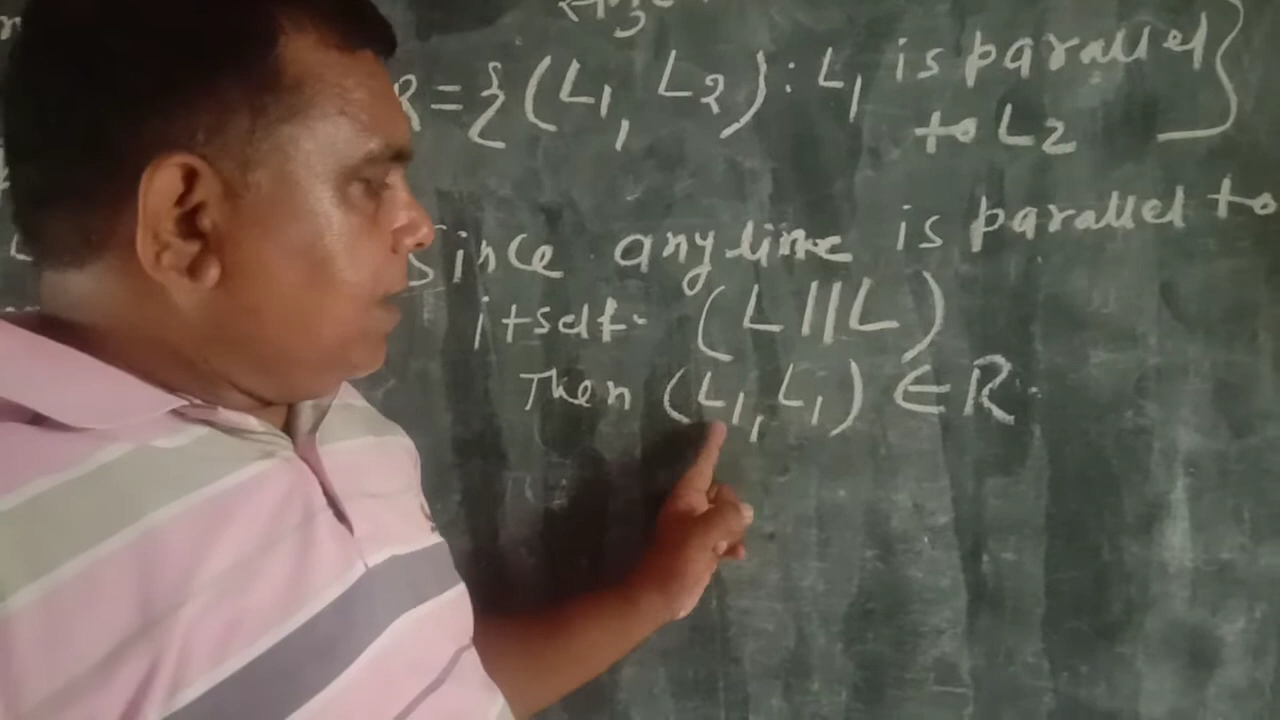 R = {(L1, L2) : L1 is parallel
to L2}
Since any line is parallel to
itself. (L || L)
Then (L1, L1) ∈ R.